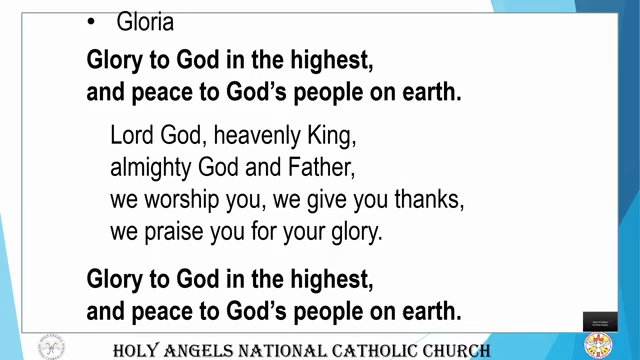 • Gloria
Glory to God in the highest,
and peace to God's people on earth.
Lord God, heavenly King,
almighty God and Father,
we worship you, we give you thanks,
we praise you for your glory.
Glory to God in the highest,
and peace to God's people on earth.
HOLY ANGELS NATIONAL CATHOLIC CHURCH